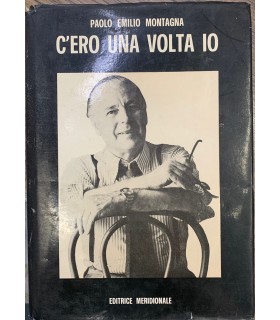 PAOLO EMILIO MONTAGNA
C'ERO UNA VOLTA IO
EDITRICE MERIDIONALE